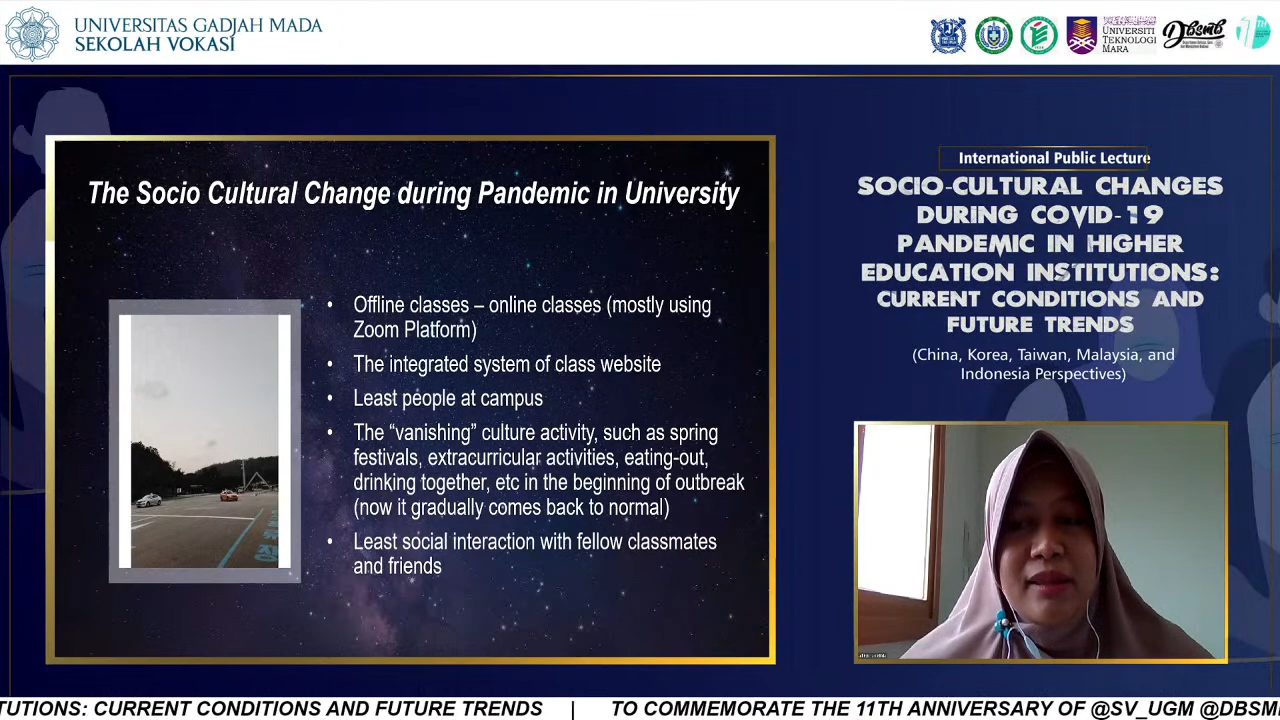 UNIVERSITAS GADJAH MADA
SEKOLAH VOKASI
UNIVERSITI
TEKNOLOGI
MARA
Dbsmb
The Socio Cultural Change during Pandemic in University
• Offline classes – online classes (mostly using
Zoom Platform)
• The integrated system of class website
• Least people at campus
• The “vanishing” culture activity, such as spring
festivals, extracurricular activities, eating-out,
drinking together, etc in the beginning of outbreak
(now it gradually comes back to normal)
• Least social interaction with fellow classmates
and friends
International Public Lecture
SOCIO-CULTURAL CHANGES
DURING COVID-19
PANDEMIC IN HIGHER
EDUCATION INSTITUTIONS:
CURRENT CONDITIONS AND
FUTURE TRENDS
(China, Korea, Taiwan, Malaysia, and
Indonesia Perspectives)
TUTIONS: CURRENT CONDITIONS AND FUTURE TRENDS | TO COMMEMORATE THE 11TH ANNIVERSARY OF @SV_UGM @DBSM